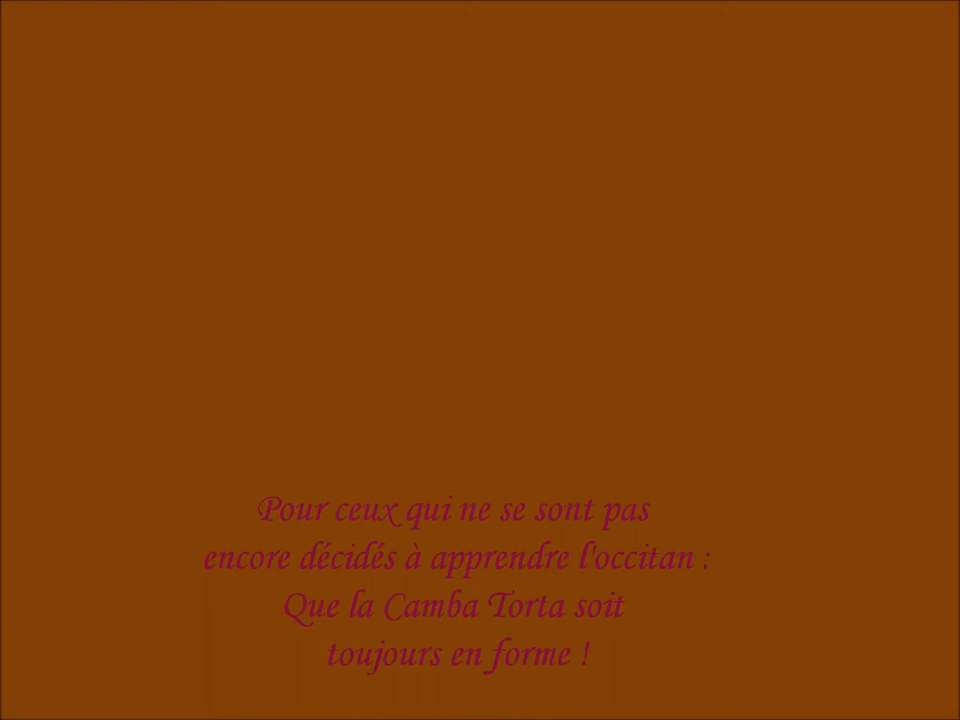 Pour ceux qui ne se sont pas
encore décidés à apprendre l'occitan :
Que la Camba Torta soit
toujours en forme !